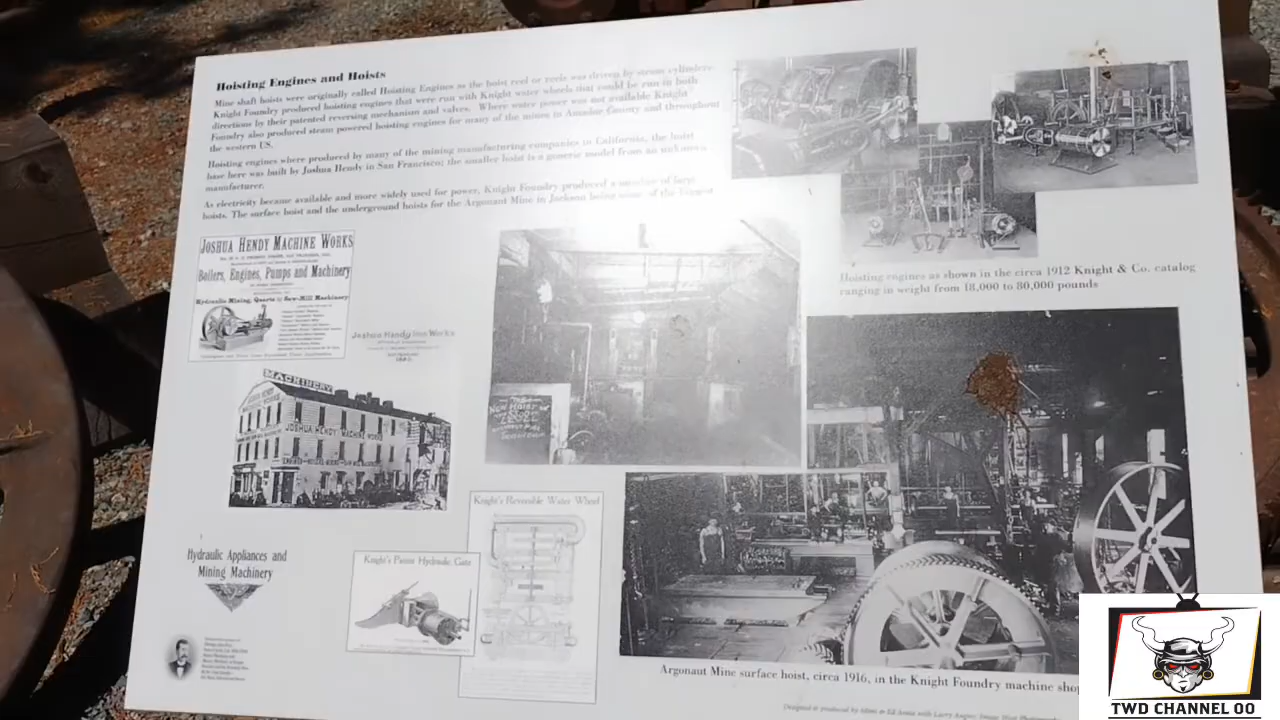 Hoisting Engines and Hoists
Mine shaft hoists were originally called Hoisting Engines as the hoist reel or reels was driven by steam cylinders.
Knight Foundry produced hoisting engines that were run with Knight water wheels that could be run in both
directions by their patented reversing mechanism and valves. Where water power was not available Knight
Foundry also produced steam powered hoisting engines for many of the mines in Amador County and throughout
the western US.
Hoisting engines where produced by many of the mining manufacturing companies in California, the hoist
base here was built by Joshua Hendy in San Francisco; the smaller hoist is a generic model from an unknown
manufacturer.
As electricity became available and more widely used for power, Knight Foundry produced a number of large
hoists. The surface hoist and the underground hoists for the Argonaut Mine in Jackson being some of the largest
JOSHUA HENDY MACHINE WORKS
Boilers, Engines, Pumps and Machinery
Hydraulic Mining, Quartz Saw-Mill Machinery
Joshua Hendy Iron Works
MACHINERY
JOSHUA HENDY MACHINE WORKS
Hoisting engines as shown in the circa 1912 Knight & Co. catalog
ranging in weight from 18,000 to 80,000 pounds
THE
NEW HOIST
Knight's Reversible Water Wheel
Knight's Patent Hydraulic Gate
Hydraulic Appliances and
Mining Machinery
Argonaut Mine surface hoist, circa 1916, in the Knight Foundry machine shop
TWD CHANNEL OO